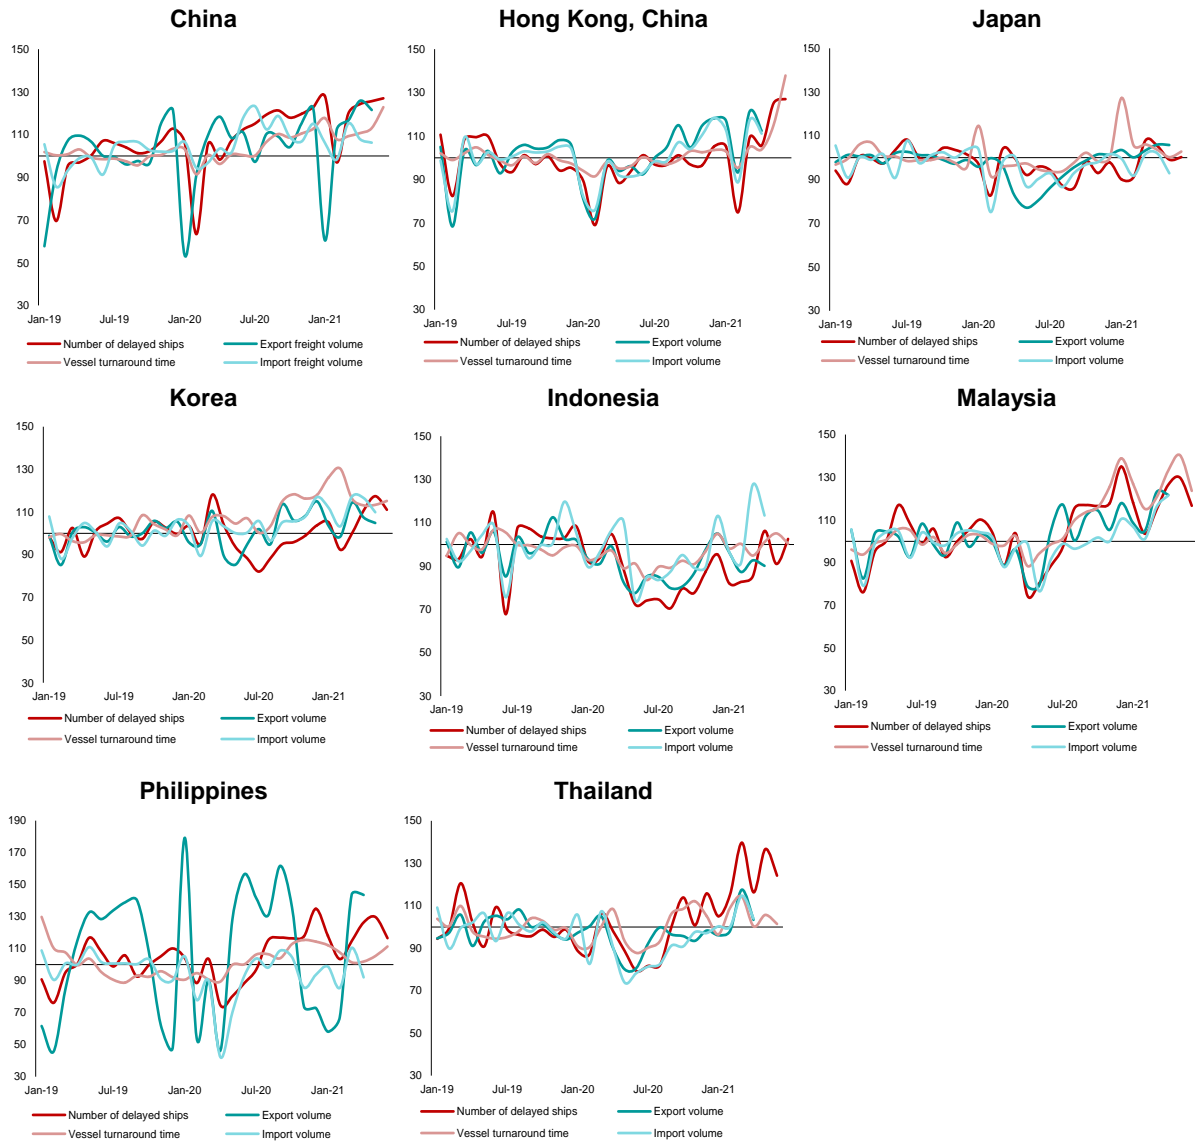 China
150
130
110
90
70
50
30
Jan-19 Jul-19 Jan-20 Jul-20 Jan-21
Number of delayed ships Export freight volume
Vessel turnaround time Import freight volume
Hong Kong, China
150
130
110
90
70
50
30
Jan-19 Jul-19 Jan-20 Jul-20 Jan-21
Number of delayed ships Export volume
Vessel turnaround time Import volume
Japan
150
130
110
90
70
50
30
Jan-19 Jul-19 Jan-20 Jul-20 Jan-21
Number of delayed ships Export volume
Vessel turnaround time Import volume
Korea
150
130
110
90
70
50
30
Jan-19 Jul-19 Jan-20 Jul-20 Jan-21
Number of delayed ships Export volume
Vessel turnaround time Import volume
Indonesia
150
130
110
90
70
50
30
Jan-19 Jul-19 Jan-20 Jul-20 Jan-21
Number of delayed ships Export volume
Vessel turnaround time Import volume
Malaysia
150
130
110
90
70
50
30
Jan-19 Jul-19 Jan-20 Jul-20 Jan-21
Number of delayed ships Export volume
Vessel turnaround time Import volume
Philippines
190
170
150
130
110
90
70
50
30
Jan-19 Jul-19 Jan-20 Jul-20 Jan-21
Number of delayed ships Export volume
Vessel turnaround time Import volume
Thailand
150
130
110
90
70
50
30
Jan-19 Jul-19 Jan-20 Jul-20 Jan-21
Number of delayed ships Export volume
Vessel turnaround time Import volume